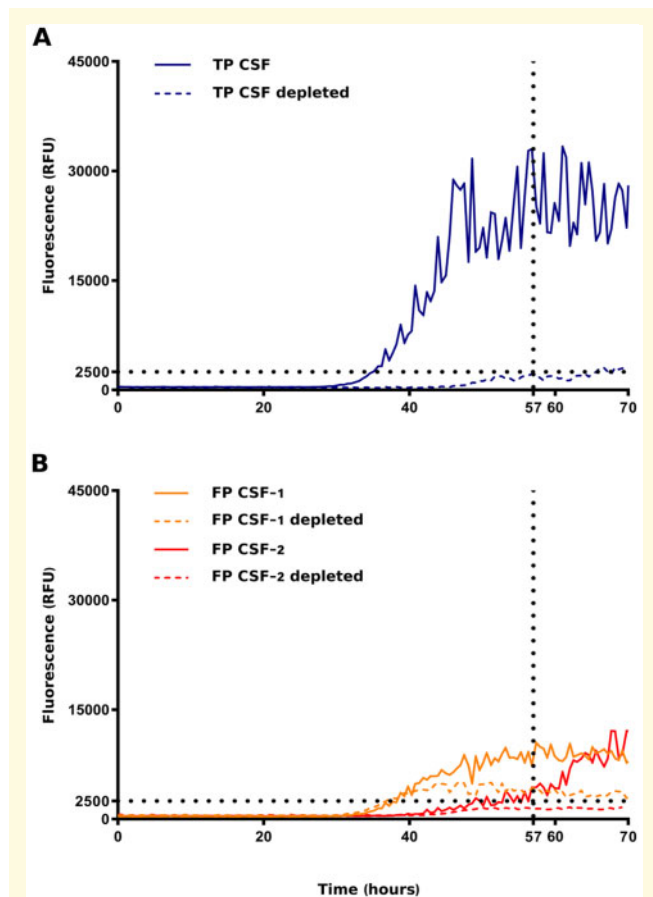 A
45000
TP CSF
TP CSF depleted
30000
Fluorescence (RFU)
15000
2500
0
0 20 40 57 60 70
B
45000
FP CSF-1
FP CSF-1 depleted
FP CSF-2
FP CSF-2 depleted
30000
Fluorescence (RFU)
15000
2500
0
0 20 40 57 60 70
Time (hours)